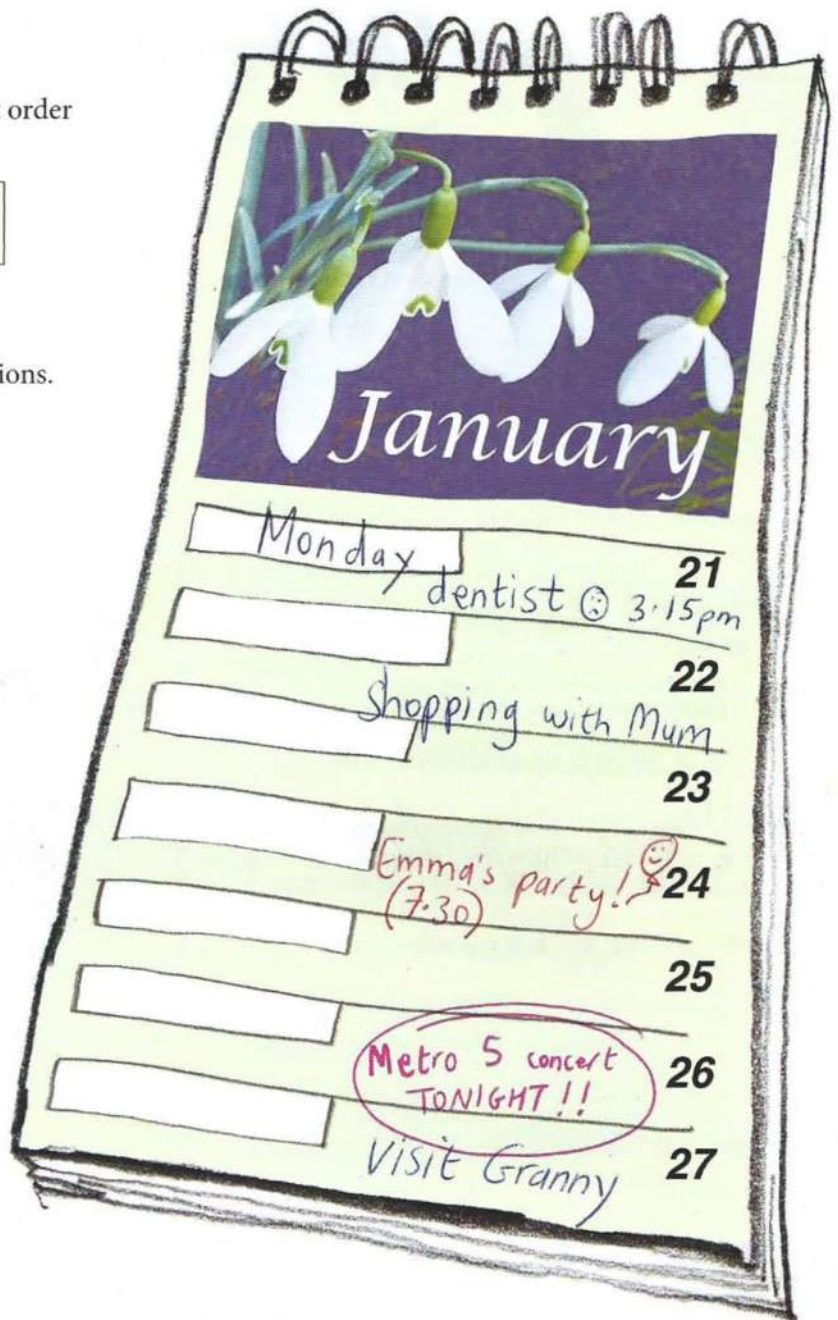 order
ions.
January
Monday
21
dentist 3.15pm
22
Shopping with Mum
23
Emma's party!
24
(7.30)
25
Metro 5 concert
26
TONIGHT!!
Visit Granny
27